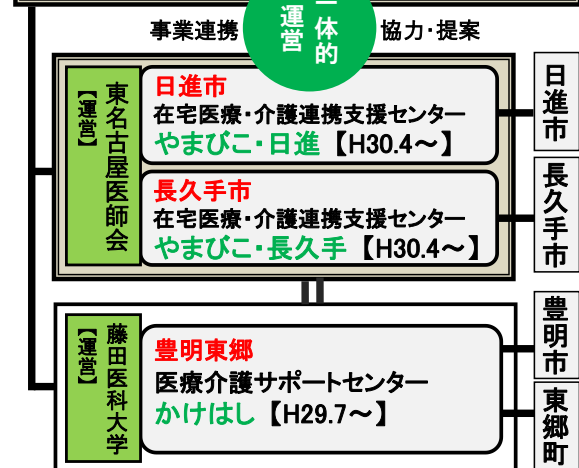 事業連携
体的
運営
協力・提案
東名古屋医師会
【運営】
日進市
在宅医療・介護連携支援センター
やまびこ・日進【H30.4～】
日進市
長久手市
在宅医療・介護連携支援センター
やまびこ・長久手【H30.4～】
長久手市
藤田医科大学
【運営】
豊明東郷
医療介護サポートセンター
かけはし【H29.7～】
豊明市
東郷町